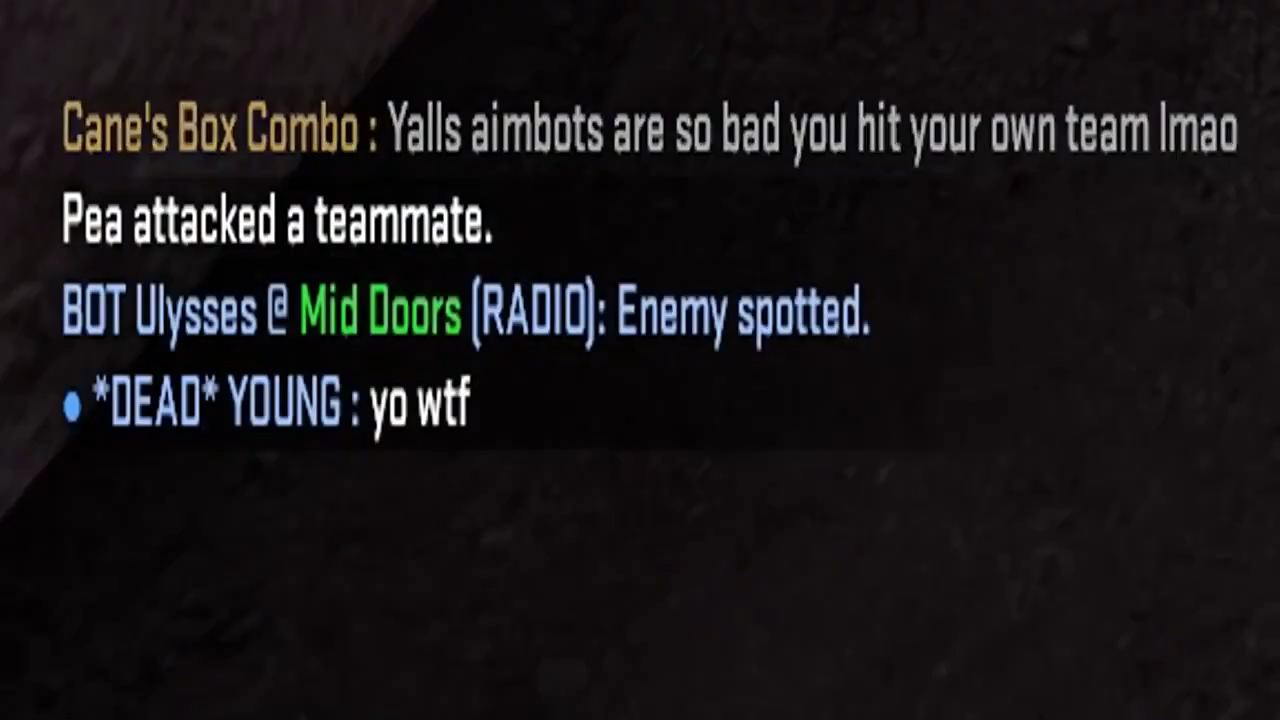 Cane's Box Combo : Yalls aimbots are so bad you hit your own team lmao
Pea attacked a teammate.
BOT Ulysses @ Mid Doors (RADIO): Enemy spotted.
• *DEAD* YOUNG : yo wtf